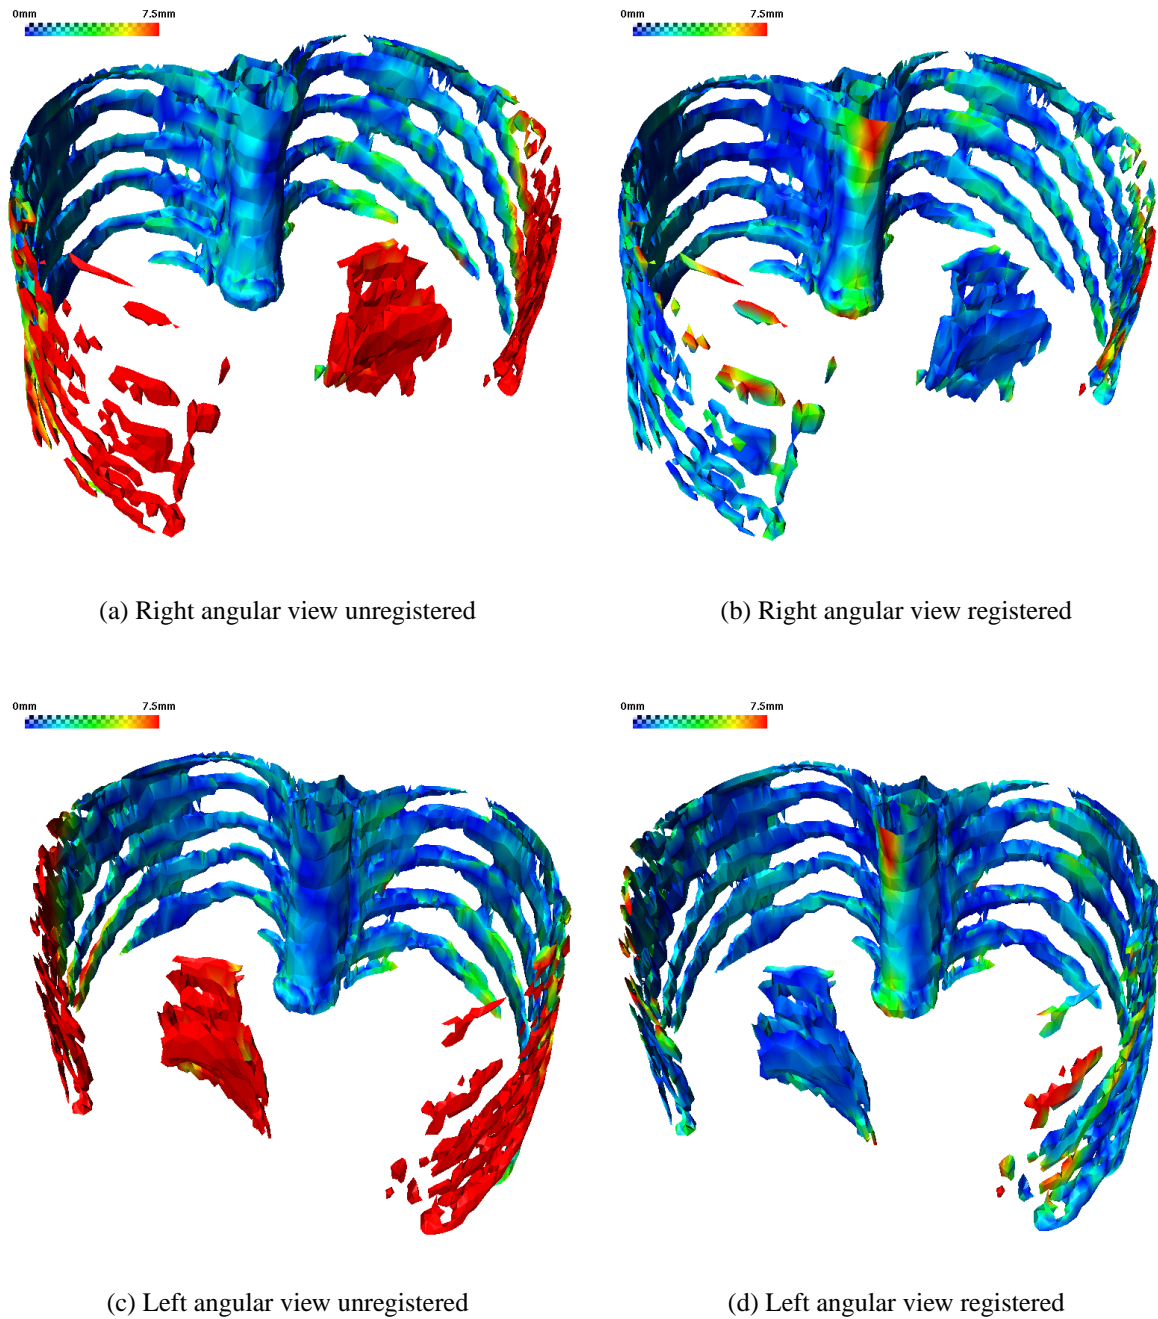 0mm 7.5mm
0mm 7.5mm
(a) Right angular view unregistered
(b) Right angular view registered
0mm 7.5mm
0mm 7.5mm
(c) Left angular view unregistered
(d) Left angular view registered